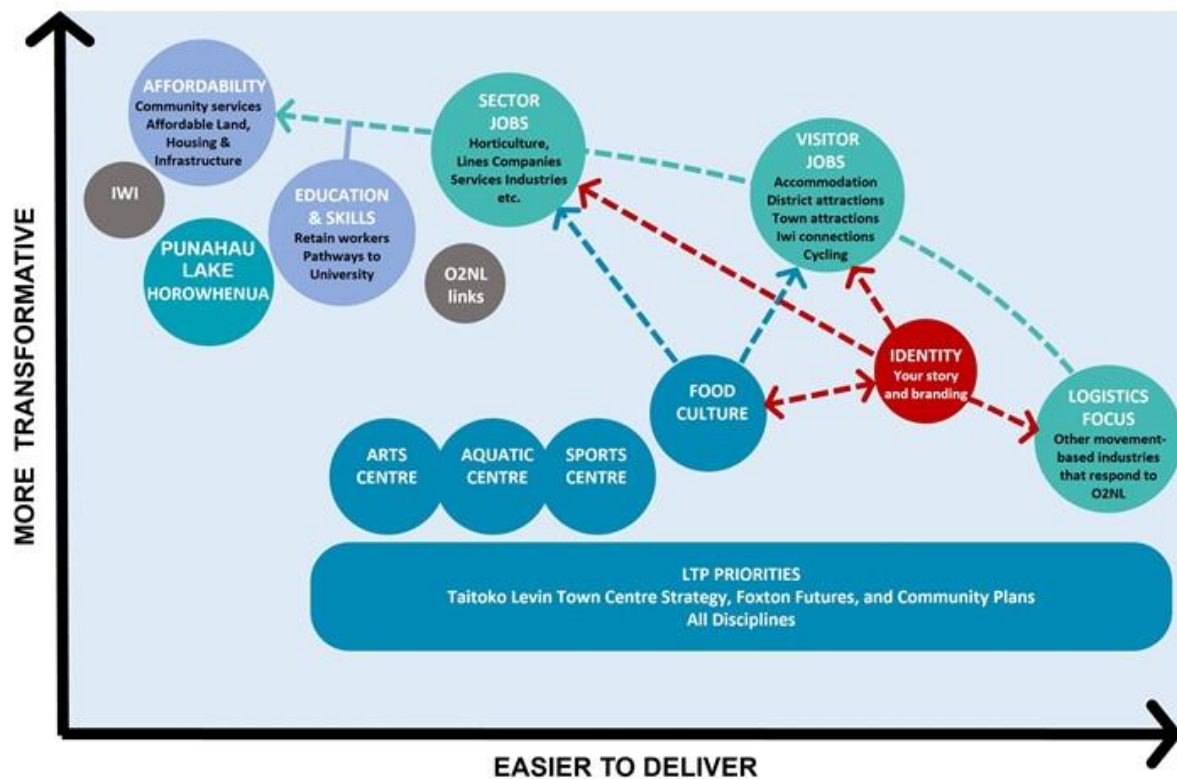 MORE TRANSFORMATIVE
AFFORDABILITY
Community services
Affordable Land,
Housing &
Infrastructure
IWI
PUNAHAU
LAKE
HOROWHENUA
EDUCATION
& SKILLS
Retain workers
Pathways to
University
SECTOR
JOBS
Horticulture,
Lines Companies
Services Industries
etc.
O2NL
links
VISITOR
JOBS
Accommodation
District attractions
Town attractions
Iwi connections
Cycling
IDENTITY
Your story
and branding
FOOD
CULTURE
LOGISTICS
FOCUS
Other movement-
based industries
that respond to
O2NL
ARTS
CENTRE
AQUATIC
CENTRE
SPORTS
CENTRE
LTP PRIORITIES
Taitoko Levin Town Centre Strategy, Foxton Futures, and Community Plans
All Disciplines
EASIER TO DELIVER